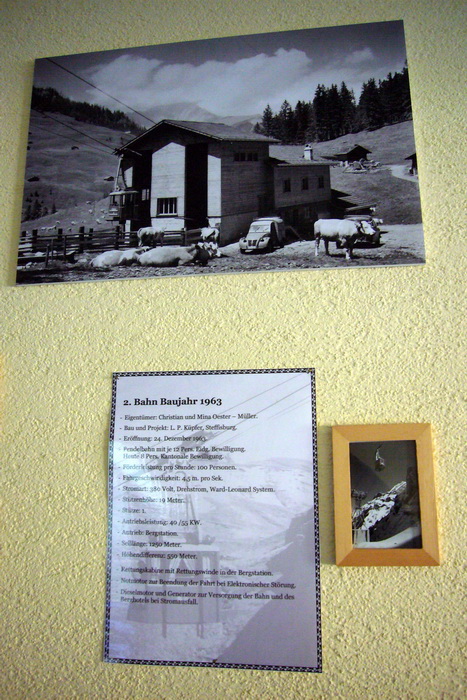 2. Bahn Baujahr 1963
- Eigentümer: Christian und Mina Oester – Müller.
- Bau und Projekt: L. P. Küpfer, Steffisburg.
- Eröffnung: 24. Dezember 1963.
- Pendelbahn mit je 12 Pers. Eidg. Bewilligung.
Heute 8 Pers. Kantonale Bewilligung.
- Förderleistung pro Stunde: 100 Personen.
- Fahrgeschwindigkeit: 4,5 m. pro Sek.
- Stromart: 380 Volt, Drehstrom, Ward-Leonard System.
- Stützenhöhe: 19 Meter.
- Stütze: 1.
- Antriebsleistung: 40 /55 KW.
- Antrieb: Bergstation.
- Seillänge: 1250 Meter.
- Höhendifferenz: 550 Meter.
- Rettungskabine mit Rettungswinde in der Bergstation.
- Notmotor zur Beendung der Fahrt bei Elektronischer Störung.
- Dieselmotor und Generator zur Versorgung der Bahn und des
Berghotels bei Stromausfall.